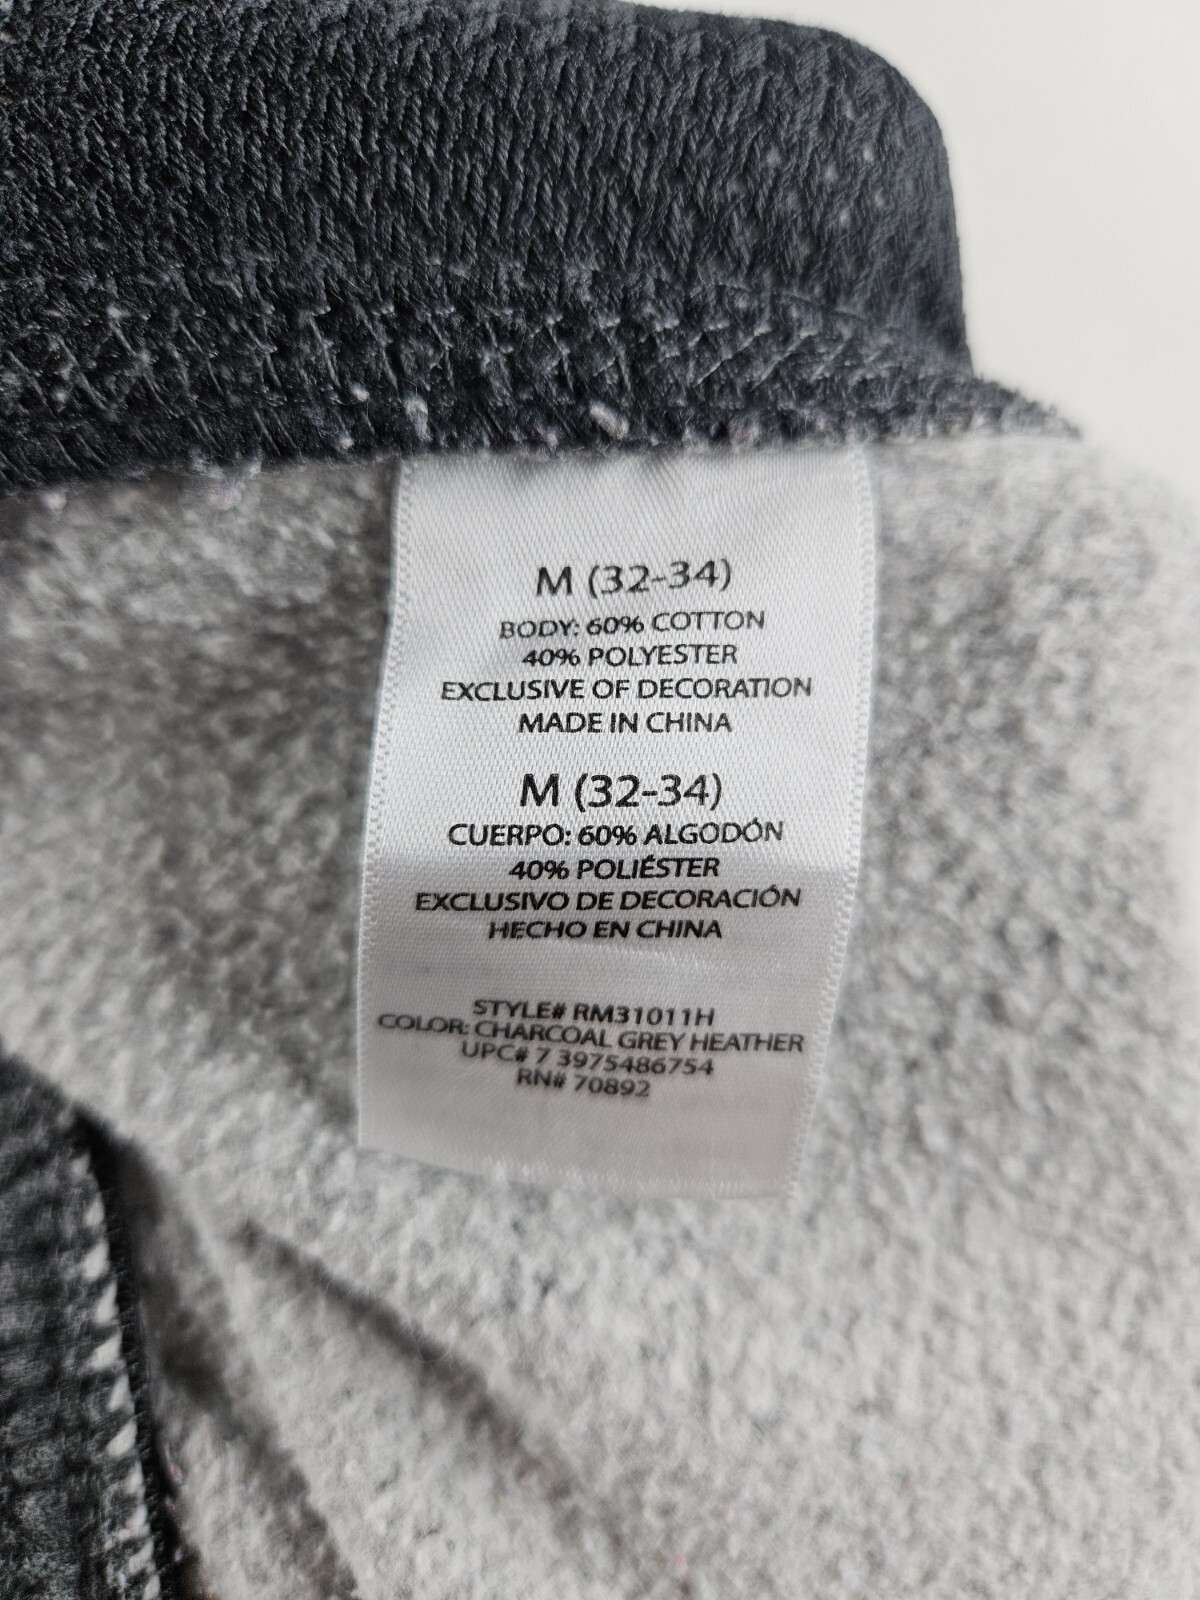 M (32-34)
BODY: 60% COTTON
40% POLYESTER
EXCLUSIVE OF DECORATION
MADE IN CHINA
M (32-34)
CUERPO: 60% ALGODÓN
40% POLIÉSTER
EXCLUSIVO DE DECORACIÓN
HECHO EN CHINA
STYLE# RM31011H
COLOR: CHARCOAL GREY HEATHER
UPC# 7 3975486754
RN# 70892